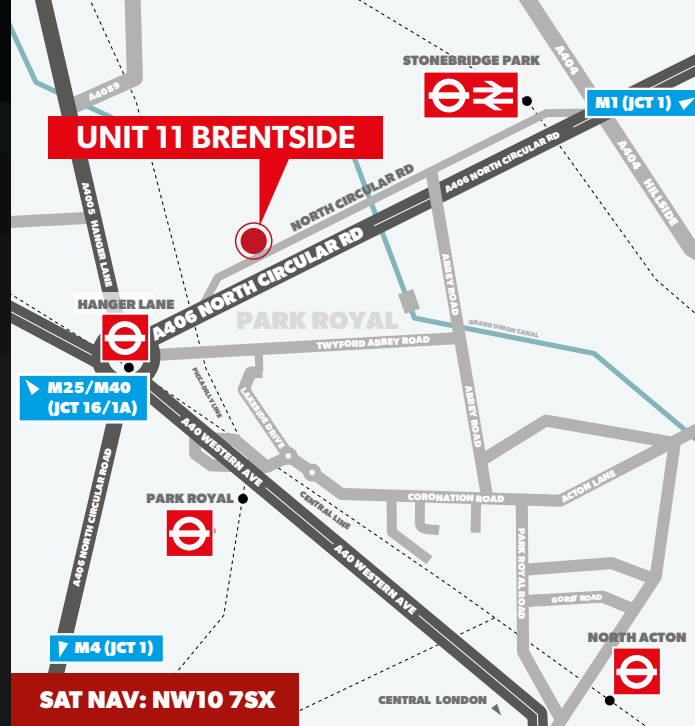 STONEBRIDGE PARK
A404
A4089
M1 (JCT 1)
UNIT 11 BRENTSIDE
A404 HILLSIDE
A406 NORTH CIRCULAR RD
NORTH CIRCULAR RD
A4005 HANGER LANE
A406 NORTH CIRCULAR RD
ABBEY ROAD
HANGER LANE
PARK ROYAL
GRAND UNION CANAL
TWYFORD ABBEY ROAD
M25/M40
(JCT 16/1A)
PICCADILLY LINE
LAKESIDE DRIVE
ABBEY ROAD
A40 WESTERN AVE
A406 NORTH CIRCULAR ROAD
PARK ROYAL
CENTRAL LINE
CORONATION ROAD
ACTON LANE
A40 WESTERN AVE
PARK ROYAL ROAD
GORST ROAD
M4 (JCT 1)
NORTH ACTON
SAT NAV: NW10 7SX
CENTRAL LONDON